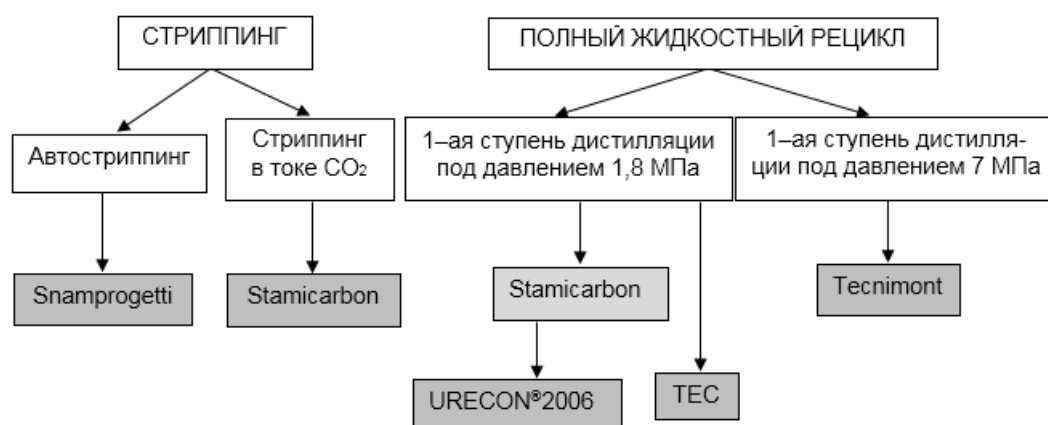 СТРИППИНГ
ПОЛНЫЙ ЖИДКОСТНЫЙ РЕЦИКЛ
Автостриппинг
Стриппинг
в токе CO₂
1–ая ступень дистилляции
под давлением 1,8 МПа
1–ая ступень дистилля-
ции под давлением 7 МПа
Snamprogetti
Stamicarbon
Stamicarbon
Tecnimont
URECON®2006
TEC